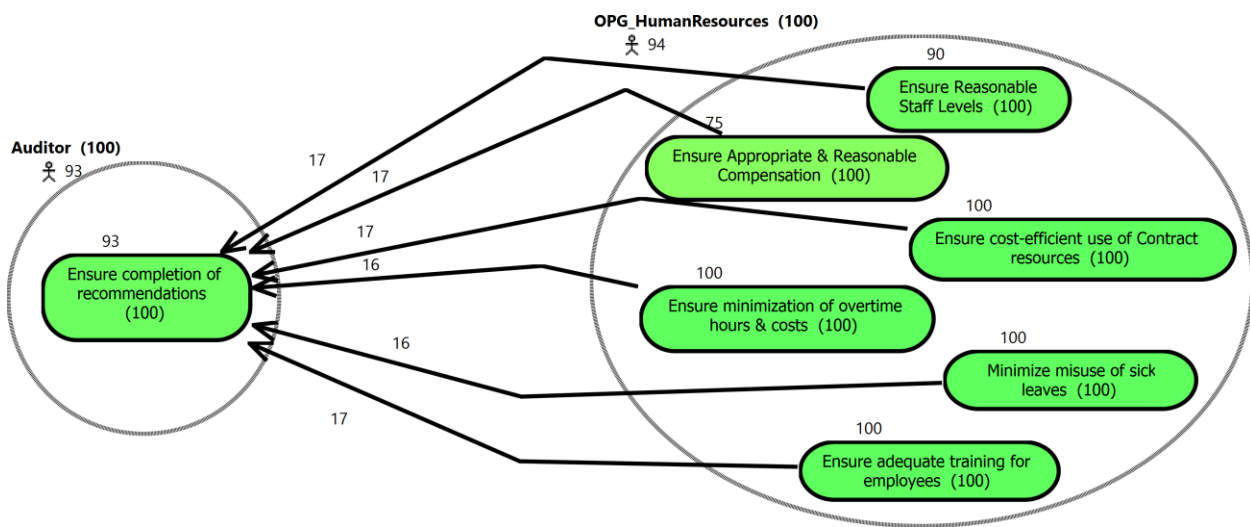 OPG_HumanResources (100)
94
90
Ensure Reasonable
Staff Levels (100)
75
Ensure Appropriate & Reasonable
Compensation (100)
Auditor (100)
93
17
17
100
Ensure cost-efficient use of Contract
resources (100)
17
93
Ensure completion of
recommendations
(100)
16
100
Ensure minimization of overtime
hours & costs (100)
16
100
Minimize misuse of sick
leaves (100)
17
100
Ensure adequate training for
employees (100)